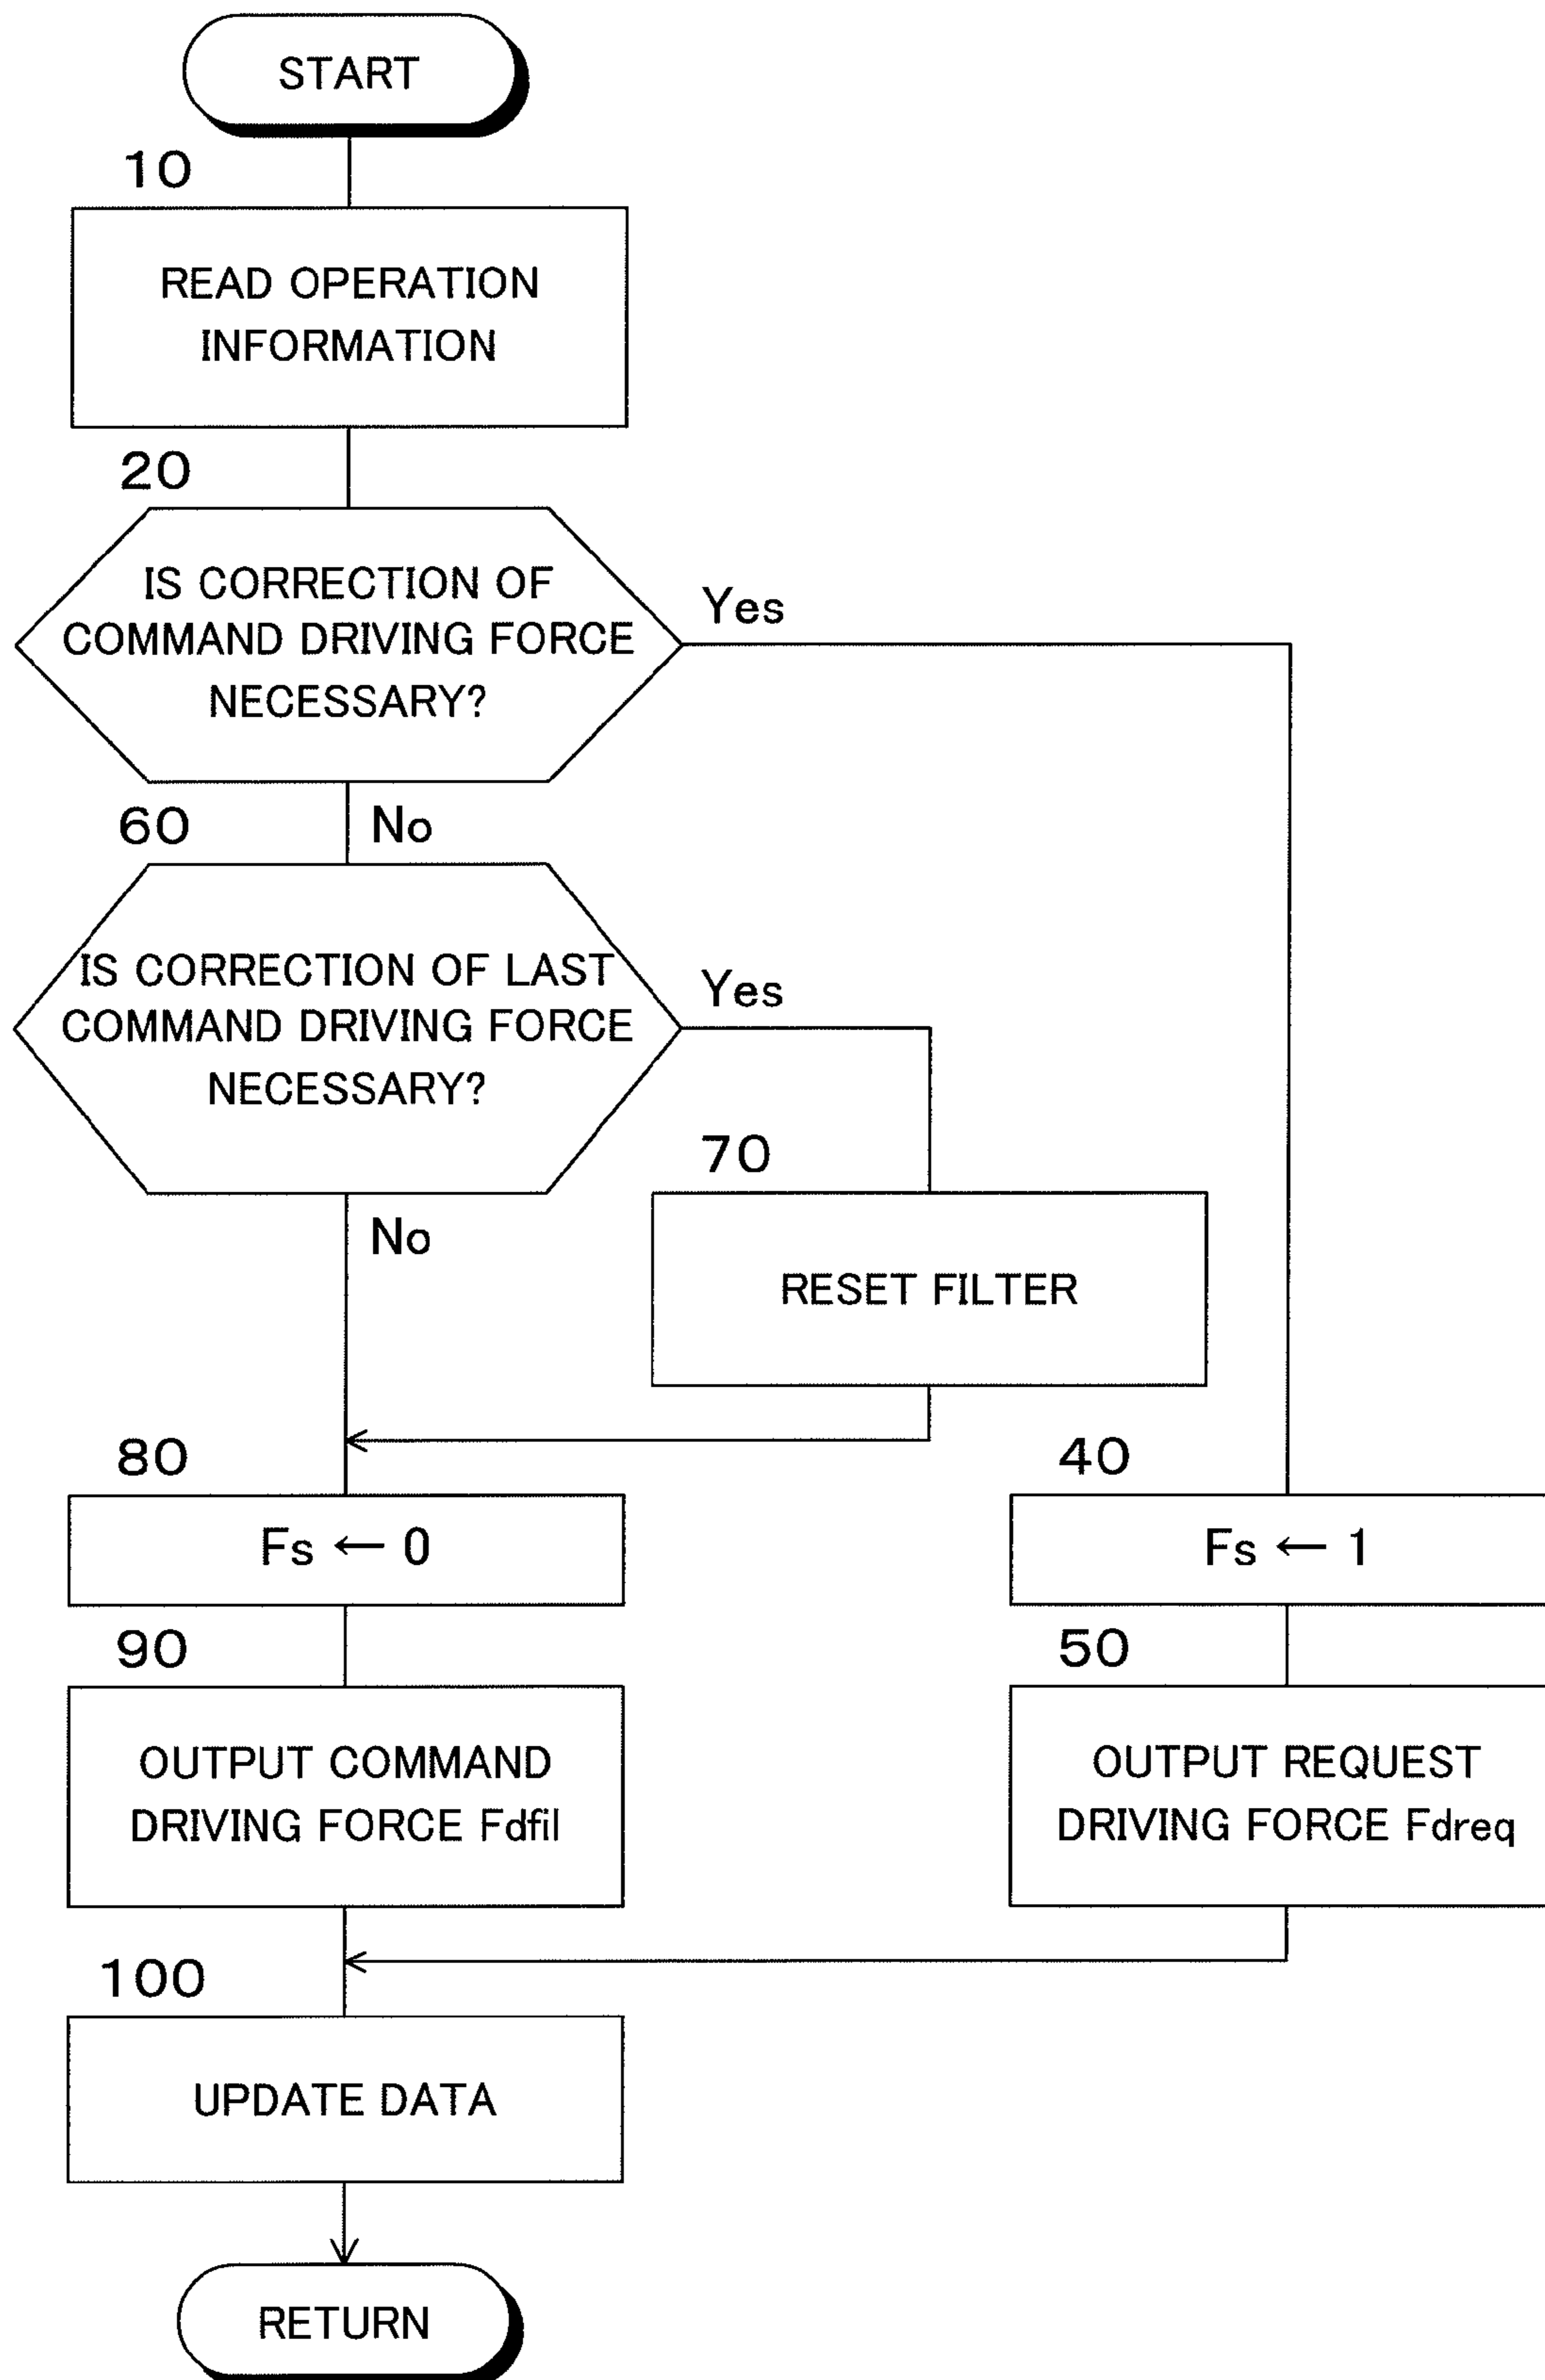 START
10
READ OPERATION
INFORMATION
20
IS CORRECTION OF
COMMAND DRIVING FORCE
NECESSARY?
Yes
60
No
IS CORRECTION OF LAST
COMMAND DRIVING FORCE
NECESSARY?
Yes
70
No
RESET FILTER
80
40
Fs ← 0
Fs ← 1
90
50
OUTPUT COMMAND
DRIVING FORCE Fdfil
OUTPUT REQUEST
DRIVING FORCE Fdreq
100
UPDATE DATA
RETURN